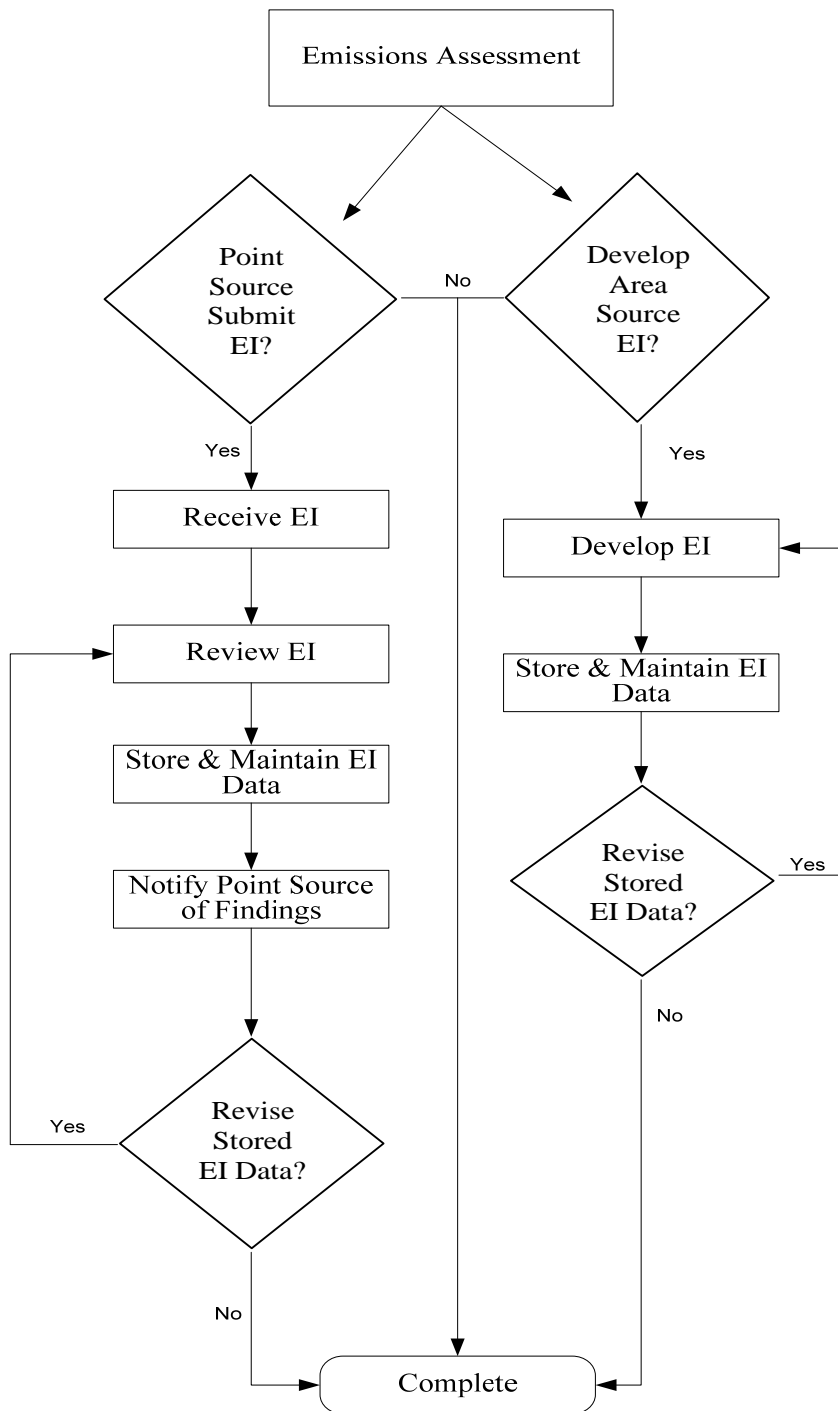 Emissions Assessment
Point
Source
Submit
EI?
No
Develop
Area
Source
EI?
Yes
Yes
Receive EI
Develop EI
Review EI
Store & Maintain EI
Data
Store & Maintain EI
Data
Notify Point Source
of Findings
Revise
Stored
EI Data?
Yes
No
Revise
Stored
EI Data?
Yes
No
Complete